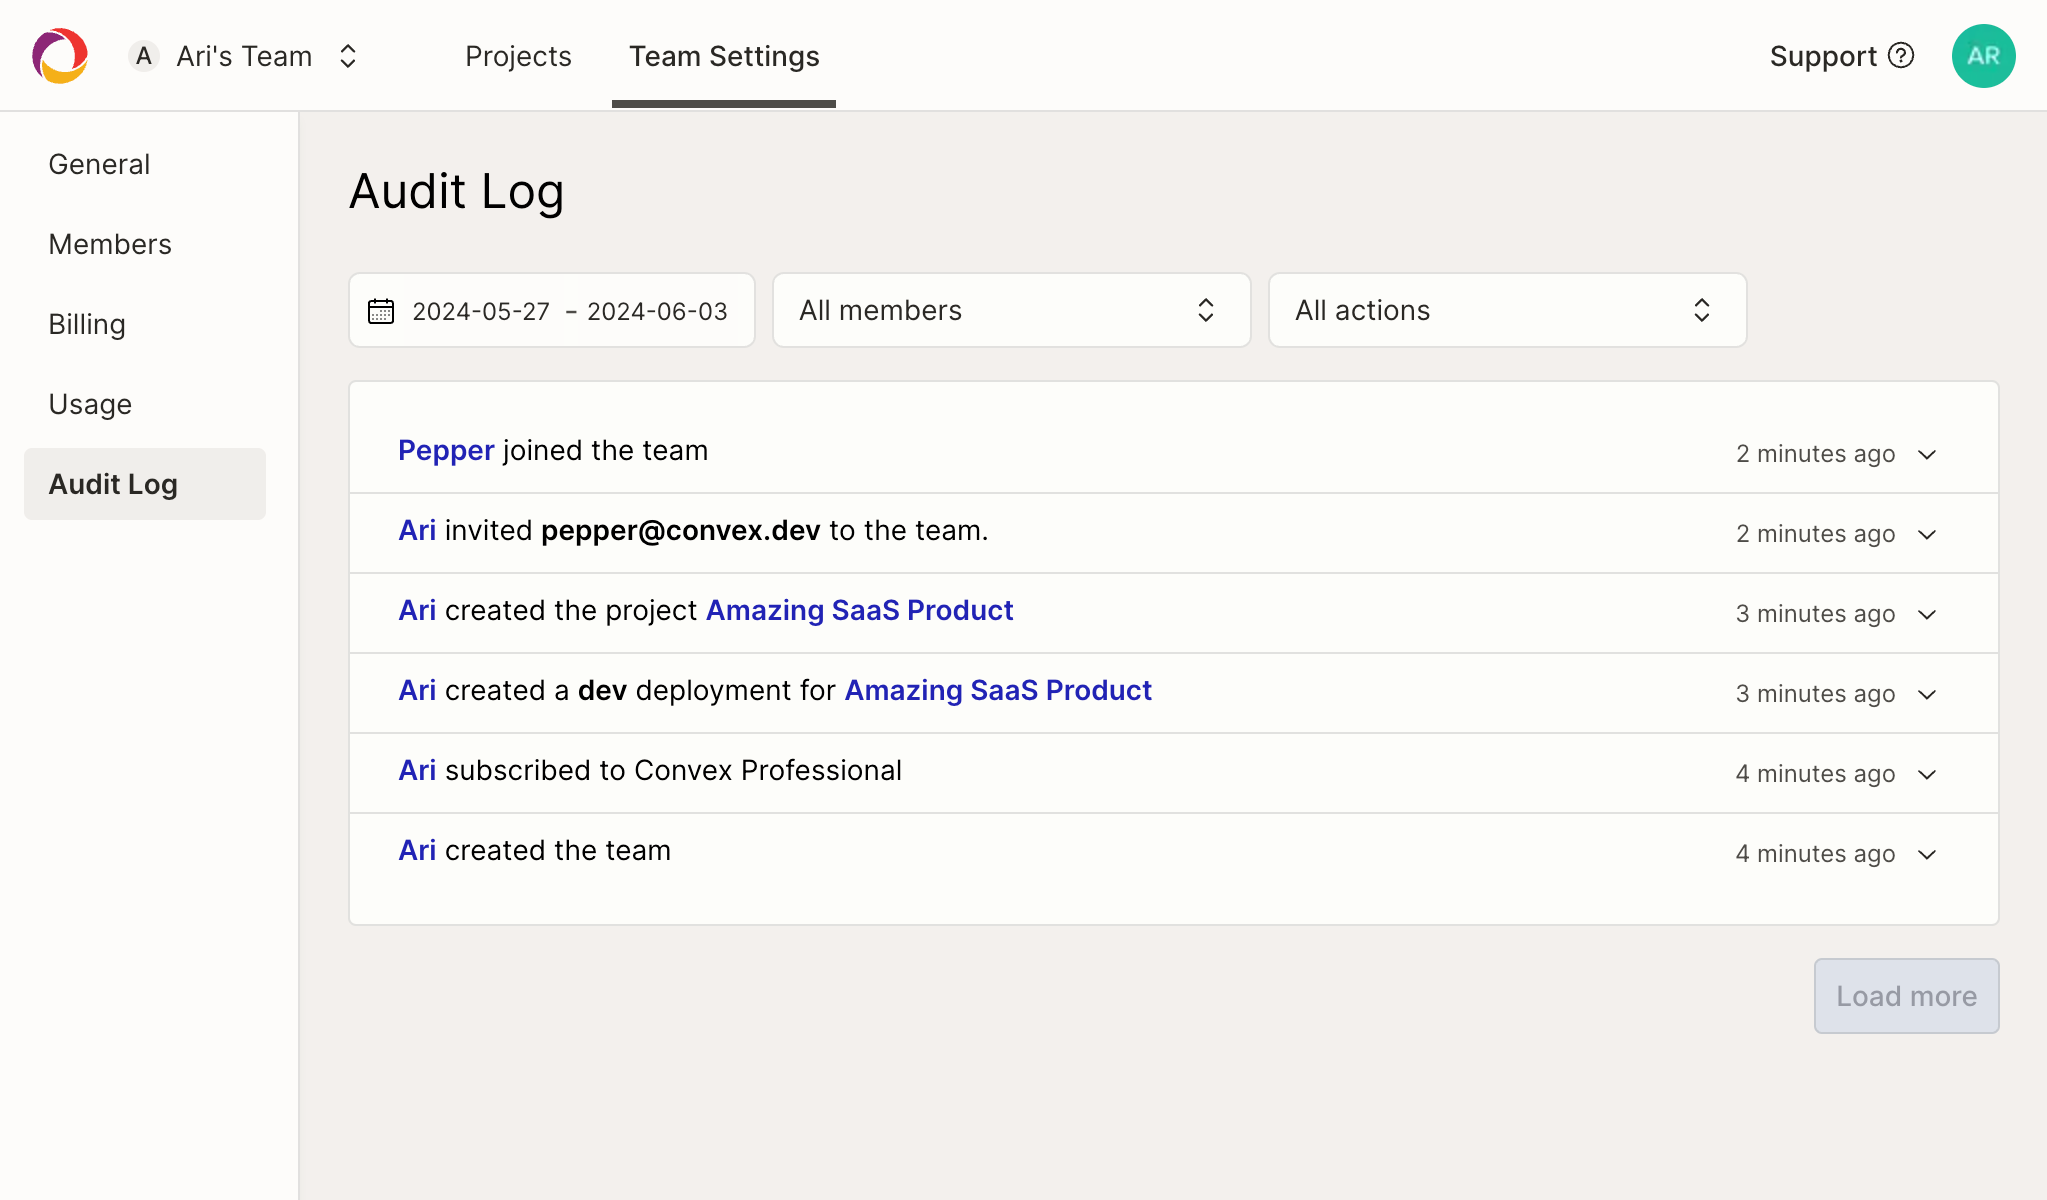 A Ari's Team Projects Team Settings Support AR
General
Members
Billing
Usage
Audit Log
Audit Log
2024-05-27 – 2024-06-03 All members All actions
Pepper joined the team 2 minutes ago
Ari invited pepper@convex.dev to the team. 2 minutes ago
Ari created the project Amazing SaaS Product 3 minutes ago
Ari created a dev deployment for Amazing SaaS Product 3 minutes ago
Ari subscribed to Convex Professional 4 minutes ago
Ari created the team 4 minutes ago
Load more